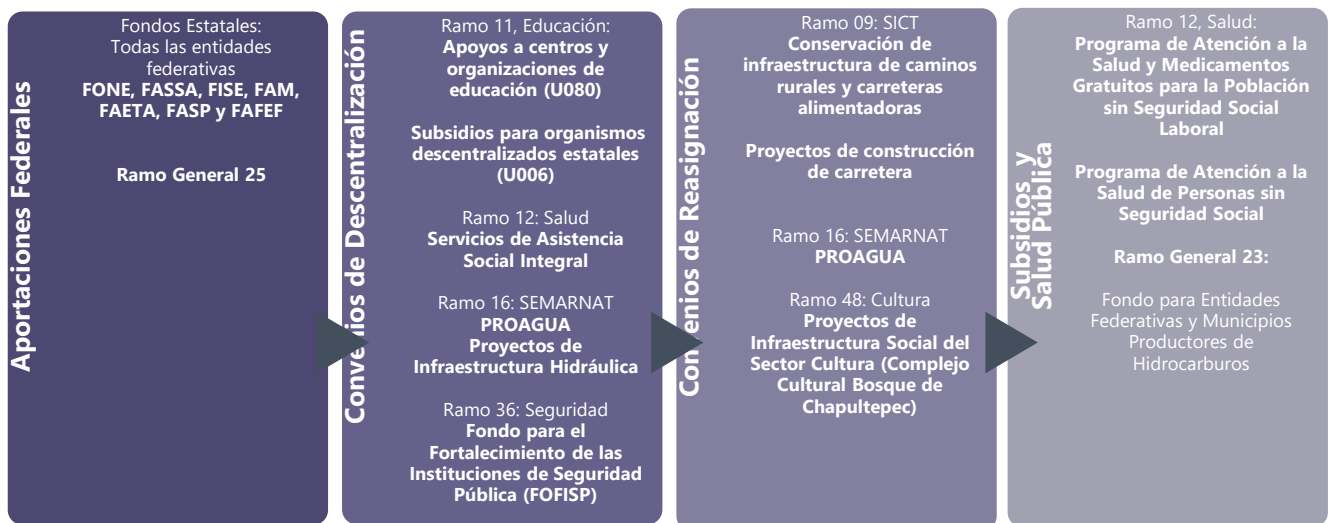 Aportaciones Federales
Fondos Estatales:
Todas las entidades
federativas
FONE, FASSA, FISE, FAM,
FAETA, FASP y FAFEF
Ramo General 25
Convenios de Descentralización
Ramo 11, Educación:
Apoyos a centros y
organizaciones de
educación (U080)
Subsidios para organismos
descentralizados estatales
(U006)
Ramo 12: Salud
Servicios de Asistencia
Social Integral
Ramo 16: SEMARNAT
PROAGUA
Proyectos de
Infraestructura Hidráulica
Ramo 36: Seguridad
Fondo para el
Fortalecimiento de las
Instituciones de Seguridad
Pública (FOFISP)
Convenios de Reasignación
Ramo 09: SICT
Conservación de
infraestructura de caminos
rurales y carreteras
alimentadoras
Proyectos de construcción
de carretera
Ramo 16: SEMARNAT
PROAGUA
Ramo 48: Cultura
Proyectos de
Infraestructura Social del
Sector Cultura (Complejo
Cultural Bosque de
Chapultepec)
Subsidios y
Salud Pública
Ramo 12, Salud:
Programa de Atención a la
Salud y Medicamentos
Gratuitos para la Población
sin Seguridad Social
Laboral
Programa de Atención a la
Salud de Personas sin
Seguridad Social
Ramo General 23:
Fondo para Entidades
Federativas y Municipios
Productores de
Hidrocarburos